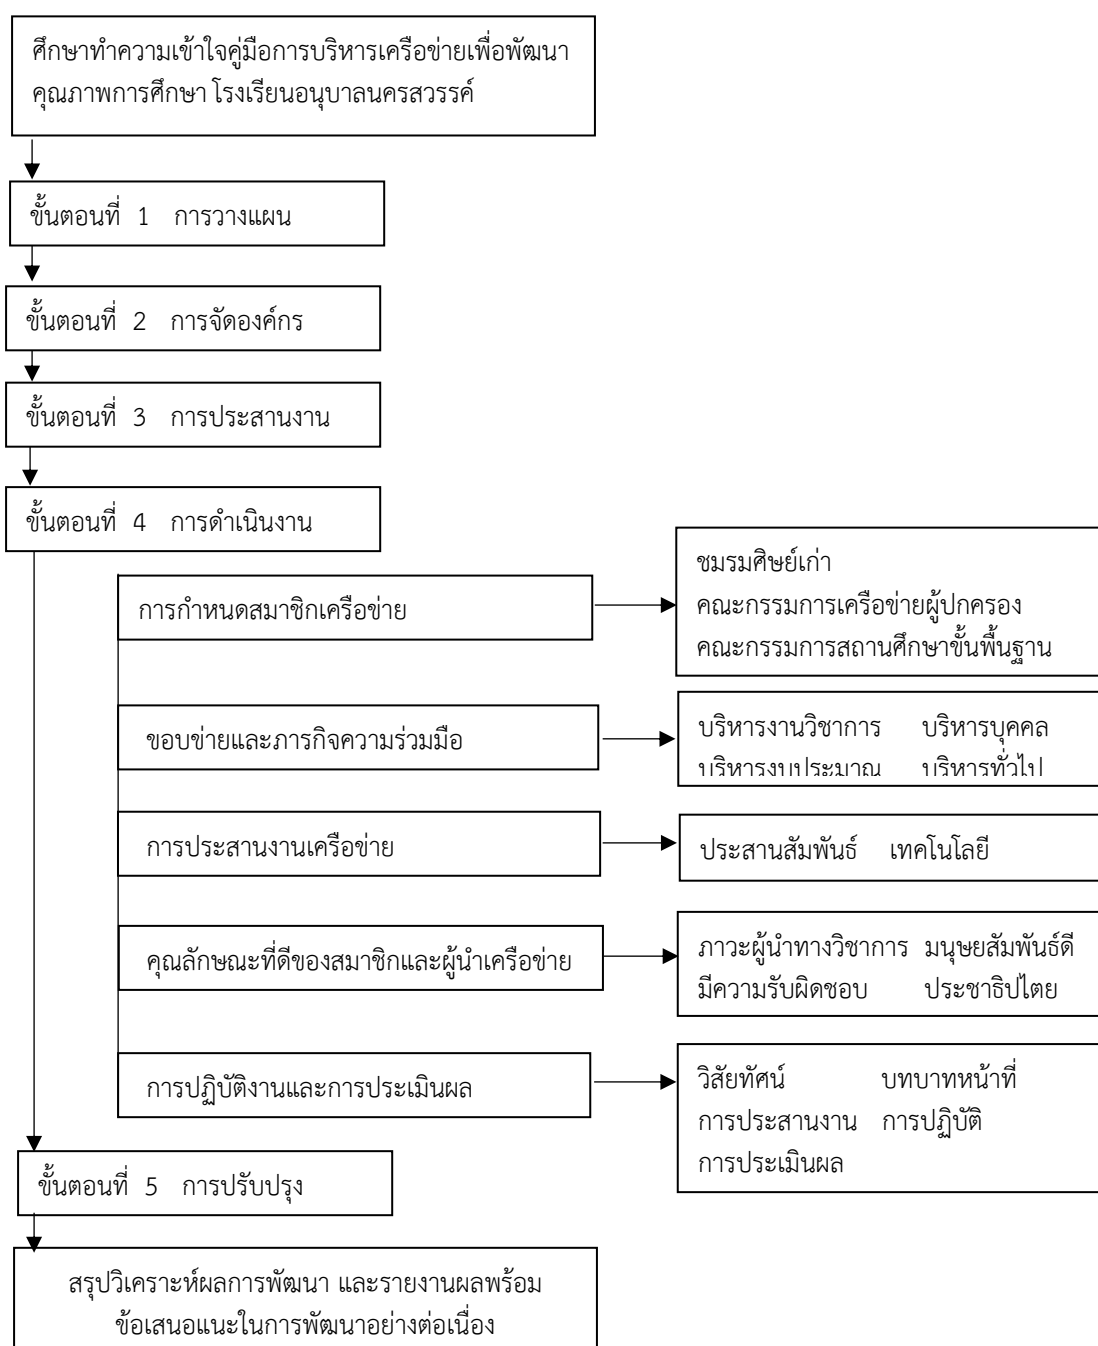 ศึกษาทำความเข้าใจคู่มือการบริหารเครือข่ายเพื่อพัฒนา
คุณภาพการศึกษา โรงเรียนอนุบาลนครสวรรค์
ขั้นตอนที่ 1 การวางแผน
ขั้นตอนที่ 2 การจัดองค์กร
ขั้นตอนที่ 3 การประสานงาน
ขั้นตอนที่ 4 การดำเนินงาน
การกำหนดสมาชิกเครือข่าย
ชมรมศิษย์เก่า
คณะกรรมการเครือข่ายผู้ปกครอง
คณะกรรมการสถานศึกษาขั้นพื้นฐาน
ขอบข่ายและภารกิจความร่วมมือ
บริหารงานวิชาการ บริหารบุคคล
บริหารงบประมาณ บริหารทั่วไป
การประสานงานเครือข่าย
ประสานสัมพันธ์ เทคโนโลยี
คุณลักษณะที่ดีของสมาชิกและผู้นำเครือข่าย
ภาวะผู้นำทางวิชาการ มนุษยสัมพันธ์ดี
มีความรับผิดชอบ ประชาธิปไตย
การปฏิบัติงานและการประเมินผล
วิสัยทัศน์ บทบาทหน้าที่
การประสานงาน การปฏิบัติ
การประเมินผล
ขั้นตอนที่ 5 การปรับปรุง
สรุปวิเคราะห์ผลการพัฒนา และรายงานผลพร้อม
ข้อเสนอแนะในการพัฒนาอย่างต่อเนื่อง